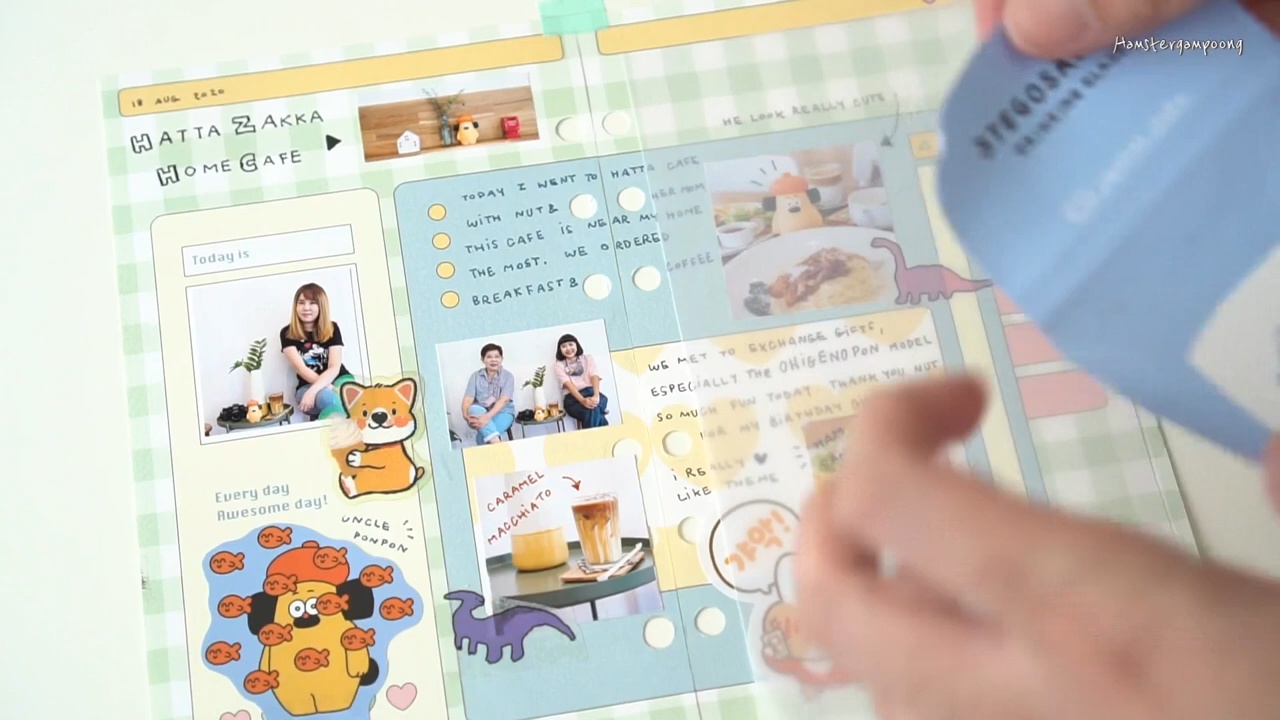 Hamstergampoong
18 AUG 2020
HATTA ZAKKA
HOME CAFE
HE LOOK REALLY CUTE
TODAY I WENT TO HATTA CAFE
WITH NUT & HER MOM
THIS CAFE IS NEAR MY HOME
THE MOST. WE ORDERED
BREAKFAST & COFFEE
Today is
WE MET TO EXCHANGE GIFTS,
ESPECIALLY THE OHIGENOPON MODEL
SO MUCH FUN TODAY THANK YOU NUT
FOR MY BIRTHDAY
I REALLY
LIKE THEME
CARAMEL
MACCHIATO
Every day
Awesome day!
UNCLE
PONPON